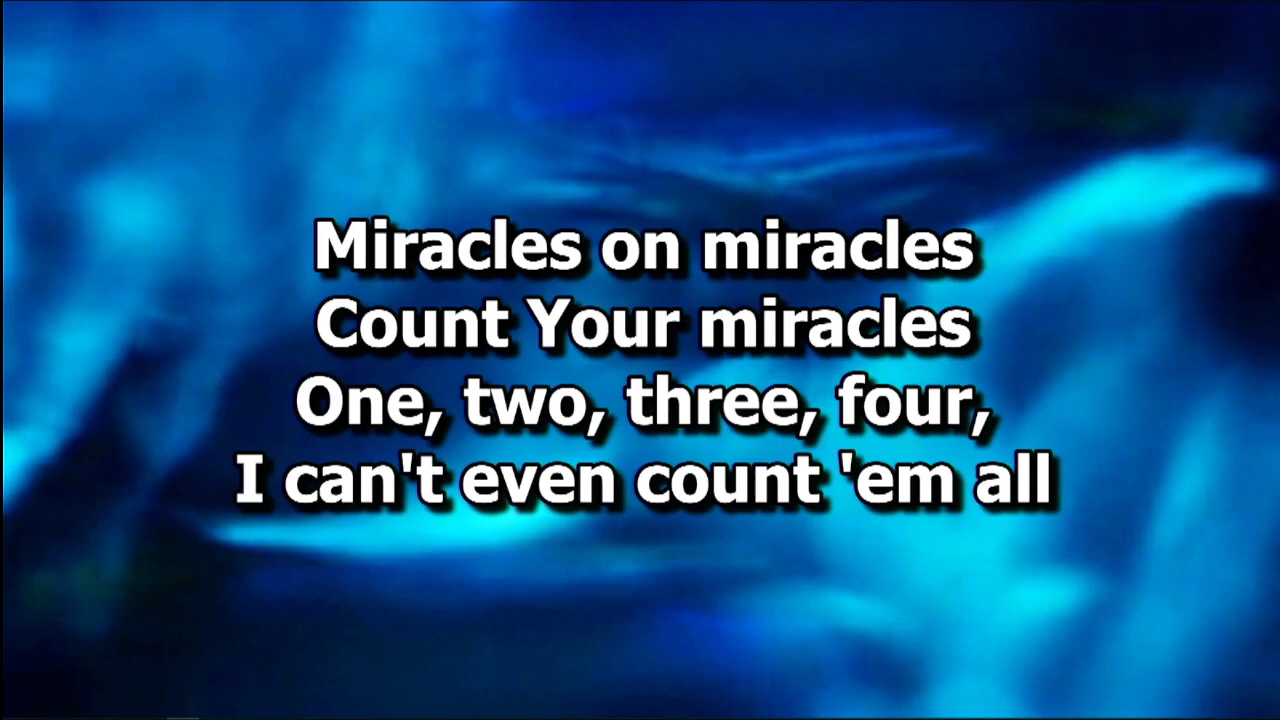 Miracles on miracles
Count Your miracles
One, two, three, four,
I can't even count 'em all